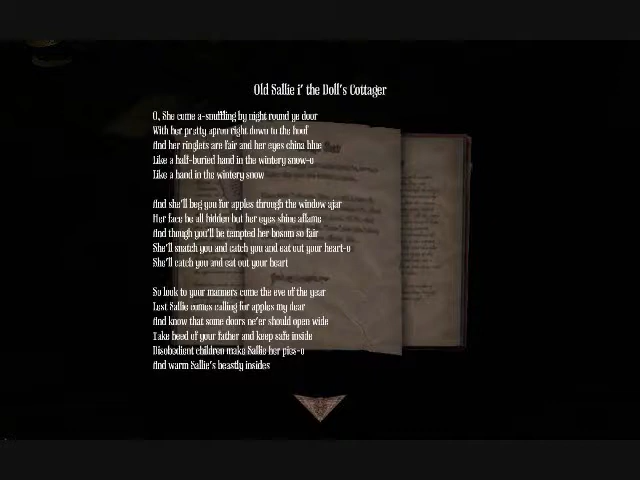 Old Sallie i' the Doll's Cottager
O, She come a-snuffling by night round ye door
With her pretty apron right down to the hoof
And her ringlets are fair and her eyes china blue
Like a half-buried hand in the wintery snow-o
Like a hand in the wintery snow
And she'll beg you for apples through the window ajar
Her face be all hidden but her eyes shine aflame
And though you'll be tempted her bosom so fair
She'll snatch you and catch you and eat out your heart-o
She'll catch you and eat out your heart
So look to your manners come the eve of the year
Lest Sallie comes calling for apples my dear
And know that some doors ne'er should open wide
Take heed of your father and keep safe inside
Disobedient children make Sallie her pies-o
And warm Sallie's beastly insides